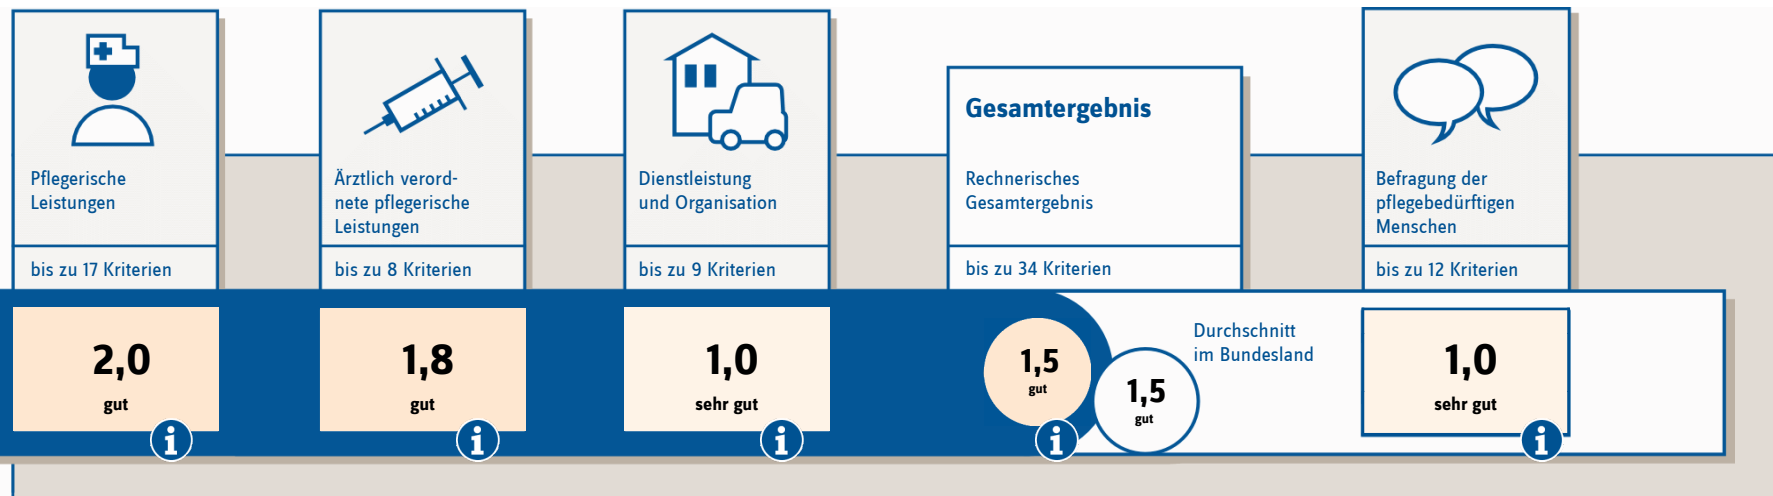 Pflegerische
Leistungen
bis zu 17 Kriterien
2,0
gut
i
Ärztlich verord-
nete pflegerische
Leistungen
bis zu 8 Kriterien
1,8
gut
i
Dienstleistung
und Organisation
bis zu 9 Kriterien
1,0
sehr gut
i
Gesamtergebnis
Rechnerisches
Gesamtergebnis
bis zu 34 Kriterien
1,5
gut
i
Durchschnitt
im Bundesland
1,5
gut
Befragung der
pflegebedürftigen
Menschen
bis zu 12 Kriterien
1,0
sehr gut
i